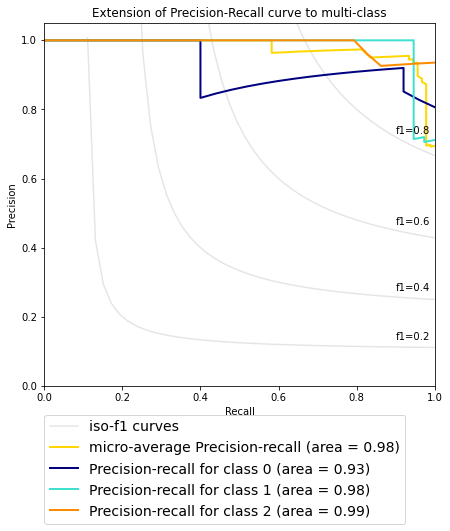 Extension of Precision-Recall curve to multi-class
1.0
0.8
0.6
0.4
0.2
0.0
Precision
f1=0.8
f1=0.6
f1=0.4
f1=0.2
0.0 0.2 0.4 0.6 0.8 1.0
Recall
iso-f1 curves
micro-average Precision-recall (area = 0.98)
Precision-recall for class 0 (area = 0.93)
Precision-recall for class 1 (area = 0.98)
Precision-recall for class 2 (area = 0.99)